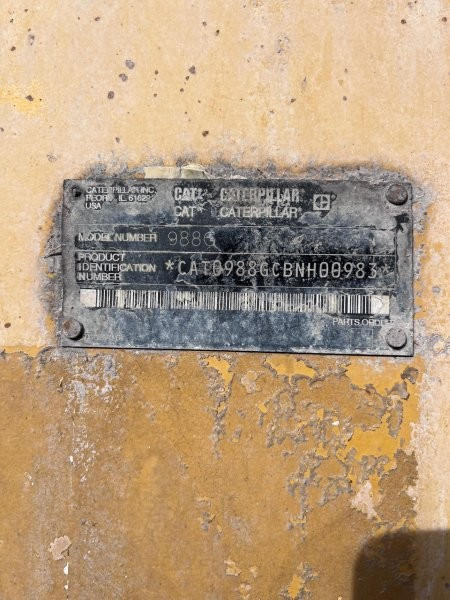 CATERPILLAR INC.
PEORIA, IL 61629
USA
CAT® CATERPILLAR®
CAT® CATERPILLAR®
MODEL NUMBER 988G
PRODUCT
IDENTIFICATION
NUMBER
*CAT0988GCBNH00983*
PARTS ORDER